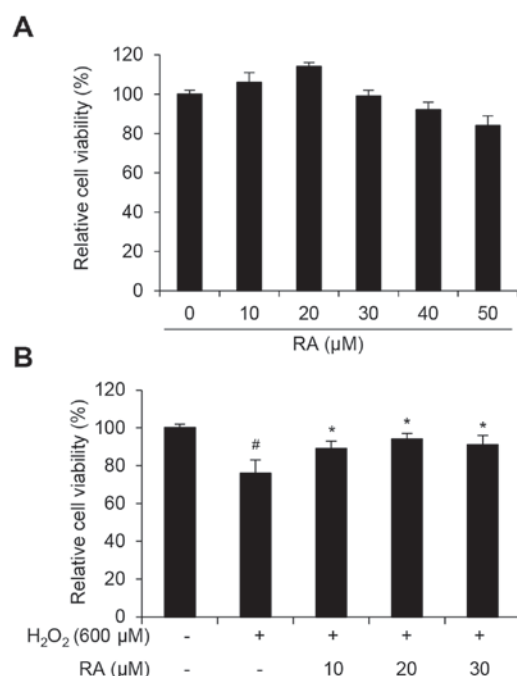 A
Relative cell viability (%)
120
100
80
60
40
20
0
0 10 20 30 40 50
RA (µM)
B
Relative cell viability (%)
120
100
80
60
40
20
0
# * * *
H₂O₂ (600 µM) - + + + +
RA (µM) - - 10 20 30